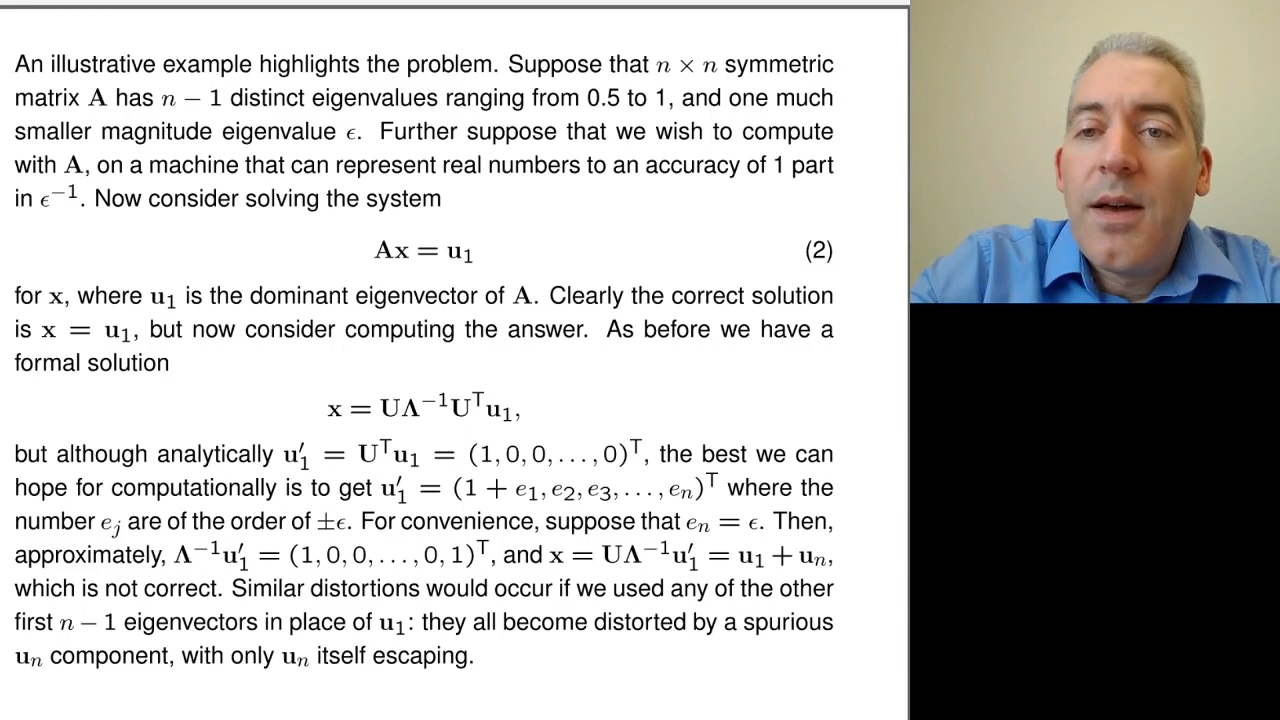 An illustrative example highlights the problem. Suppose that n × n symmetric
matrix A has n − 1 distinct eigenvalues ranging from 0.5 to 1, and one much
smaller magnitude eigenvalue ϵ. Further suppose that we wish to compute
with A, on a machine that can represent real numbers to an accuracy of 1 part
in ϵ⁻¹. Now consider solving the system
Ax = u₁ (2)
for x, where u₁ is the dominant eigenvector of A. Clearly the correct solution
is x = u₁, but now consider computing the answer. As before we have a
formal solution
x = UΛ⁻¹Uᵀu₁,
but although analytically u′₁ = Uᵀu₁ = (1, 0, 0, . . . , 0)ᵀ, the best we can
hope for computationally is to get u′₁ = (1 + e₁, e₂, e₃, . . . , eₙ)ᵀ where the
number eⱼ are of the order of ±ϵ. For convenience, suppose that eₙ = ϵ. Then,
approximately, Λ⁻¹u′₁ = (1, 0, 0, . . . , 0, 1)ᵀ, and x = UΛ⁻¹u′₁ = u₁ + uₙ,
which is not correct. Similar distortions would occur if we used any of the other
first n − 1 eigenvectors in place of u₁: they all become distorted by a spurious
uₙ component, with only uₙ itself escaping.